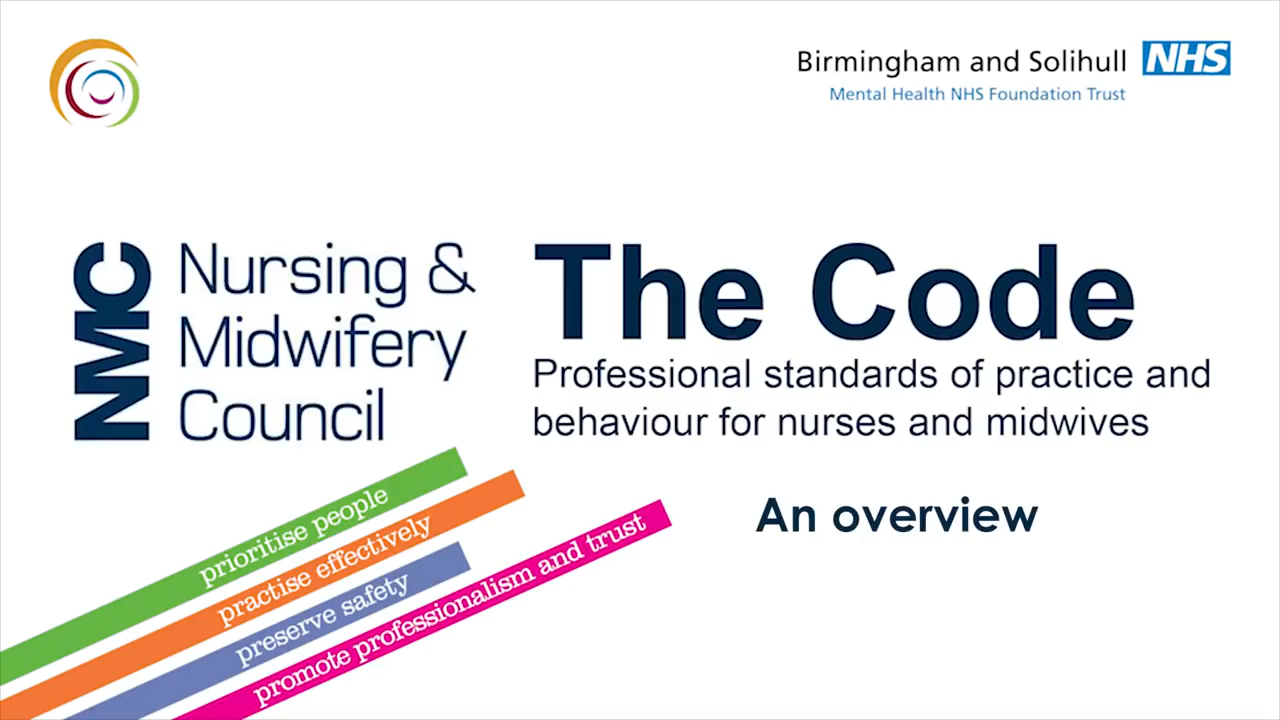 Birmingham and Solihull NHS
Mental Health NHS Foundation Trust
NMC
Nursing &
Midwifery
Council
The Code
Professional standards of practice and
behaviour for nurses and midwives
An overview
prioritise people
practise effectively
preserve safety
promote professionalism and trust